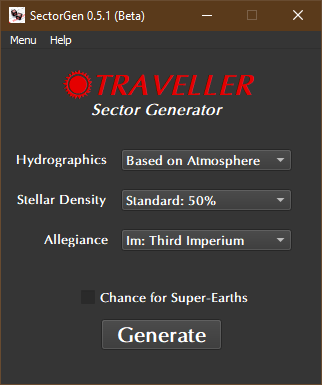 SectorGen 0.5.1 (Beta)
Menu Help
TRAVELLER
Sector Generator
Hydrographics Based on Atmosphere
Stellar Density Standard: 50%
Allegiance Im: Third Imperium
Chance for Super-Earths
Generate